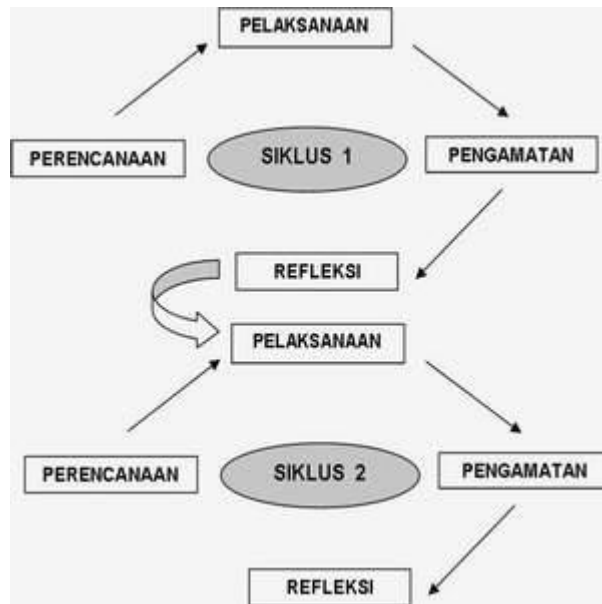 PELAKSANAAN
PERENCANAAN
SIKLUS 1
PENGAMATAN
REFLEKSI
PELAKSANAAN
PERENCANAAN
SIKLUS 2
PENGAMATAN
REFLEKSI